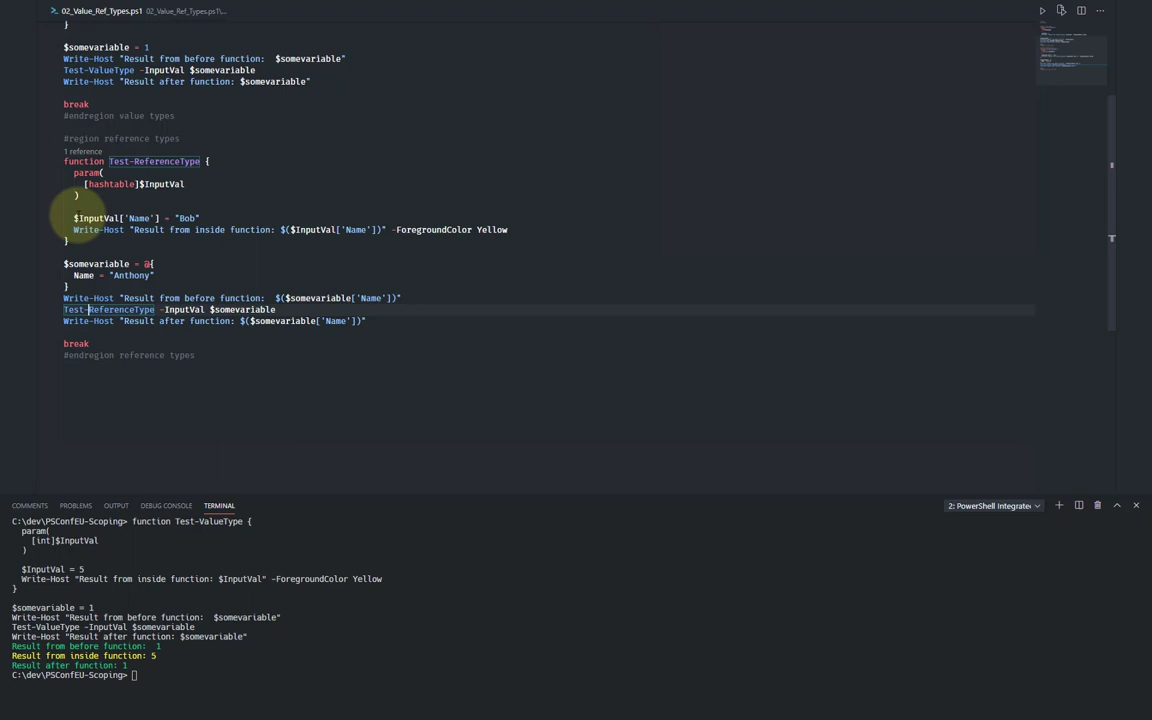 02_Value_Ref_Types.ps1 02_Value_Ref_Types.ps1\...
}
$somevariable = 1
Write-Host "Result from before function:  $somevariable"
Test-ValueType -InputVal $somevariable
Write-Host "Result after function: $somevariable"
break
#endregion value types
#region reference types
1 reference
function Test-ReferenceType {
param(
[hashtable]$InputVal
)
$InputVal['Name'] = "Bob"
Write-Host "Result from inside function: $($InputVal['Name'])" -ForegroundColor Yellow
}
$somevariable = @{
Name = "Anthony"
}
Write-Host "Result from before function:  $($somevariable['Name'])"
Test-ReferenceType -InputVal $somevariable
Write-Host "Result after function: $($somevariable['Name'])"
break
#endregion reference types
COMMENTS PROBLEMS OUTPUT DEBUG CONSOLE TERMINAL 2: PowerShell Integrated
C:\dev\PSConfEU-Scoping> function Test-ValueType {
param(
[int]$InputVal
)
$InputVal = 5
Write-Host "Result from inside function: $InputVal" -ForegroundColor Yellow
}
$somevariable = 1
Write-Host "Result from before function:  $somevariable"
Test-ValueType -InputVal $somevariable
Write-Host "Result after function: $somevariable"
Result from before function:  1
Result from inside function: 5
Result after function: 1
C:\dev\PSConfEU-Scoping>